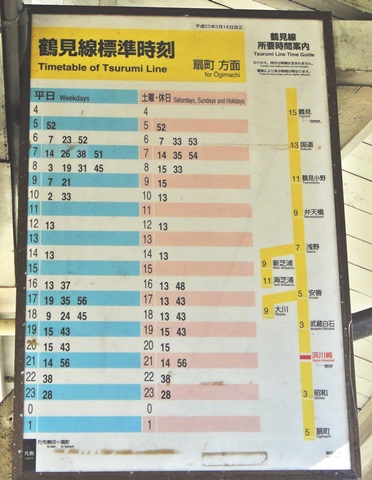 平成25年3月16日改正
鶴見線標準時刻
Timetable of Tsurumi Line
扇町 方面
for Ogimachi
鶴見線
所要時間案内
Tsurumi Line Time Guide
平日 Weekdays
土曜・休日 Saturdays, Sundays and Holidays
4
4
5 52
5 52
6 7 23 52
6 7 33 53
7 14 26 38 51
7 14 35 54
8 3 19 31 45
8 15 33
9 7 21
9 15
10 2 33
10 13
11
11
12 13
12 13
13
13
14 13
14 13
15
15
16 13 37
16 13 48
17 19 35 56
17 13 43
18 9 24 45
18 13 43
19 15 43
19 15 43
20 15 43
20 15
21 14 56
21 14 56
22 38
22 38
23 28
23 28
0
0
1
1
15 鶴見
13 国道
11 鶴見小野
9 弁天橋
7 浅野
9 新芝浦
11 海芝浦
5 安善
9 大川
3 武蔵白石
浜川崎
3 昭和
5 扇町
凡例
行先無印=扇町